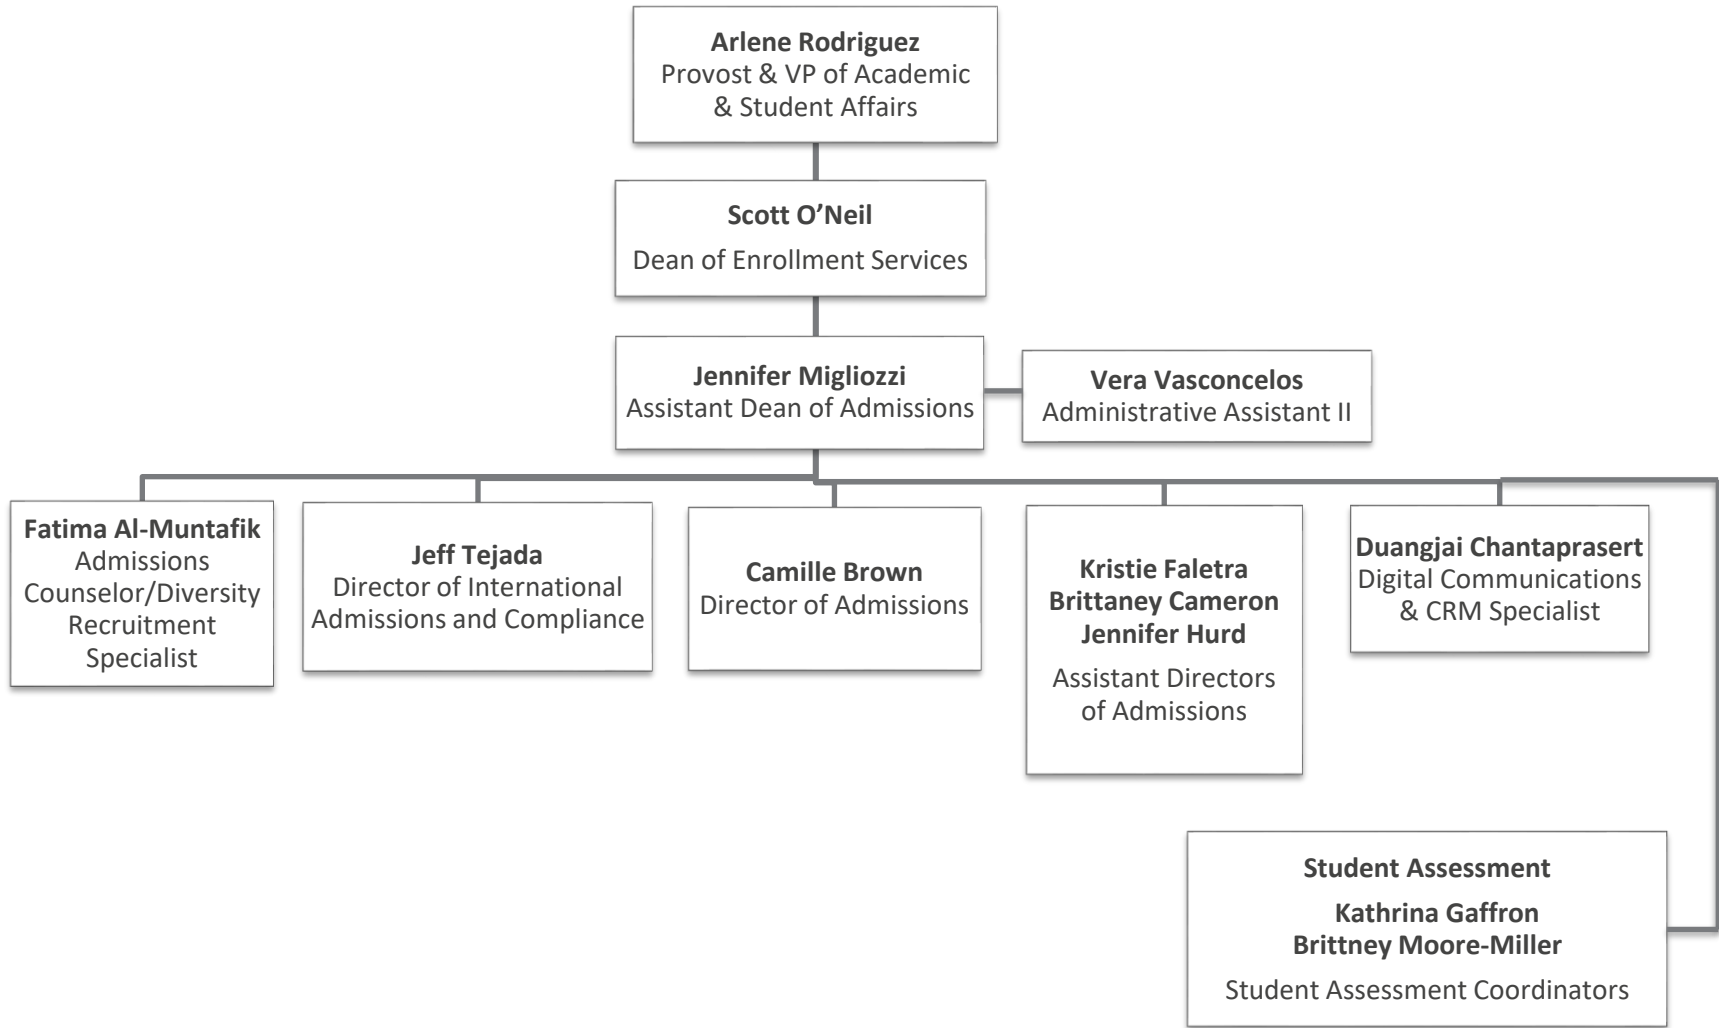 Arlene Rodriguez
Provost & VP of Academic
& Student Affairs
Scott O’Neil
Dean of Enrollment Services
Jennifer Migliozzi
Assistant Dean of Admissions
Vera Vasconcelos
Administrative Assistant II
Fatima Al-Muntafik
Admissions
Counselor/Diversity
Recruitment
Specialist
Jeff Tejada
Director of International
Admissions and Compliance
Camille Brown
Director of Admissions
Kristie Faletra
Brittaney Cameron
Jennifer Hurd
Assistant Directors
of Admissions
Duangjai Chantaprasert
Digital Communications
& CRM Specialist
Student Assessment
Kathrina Gaffron
Brittney Moore-Miller
Student Assessment Coordinators